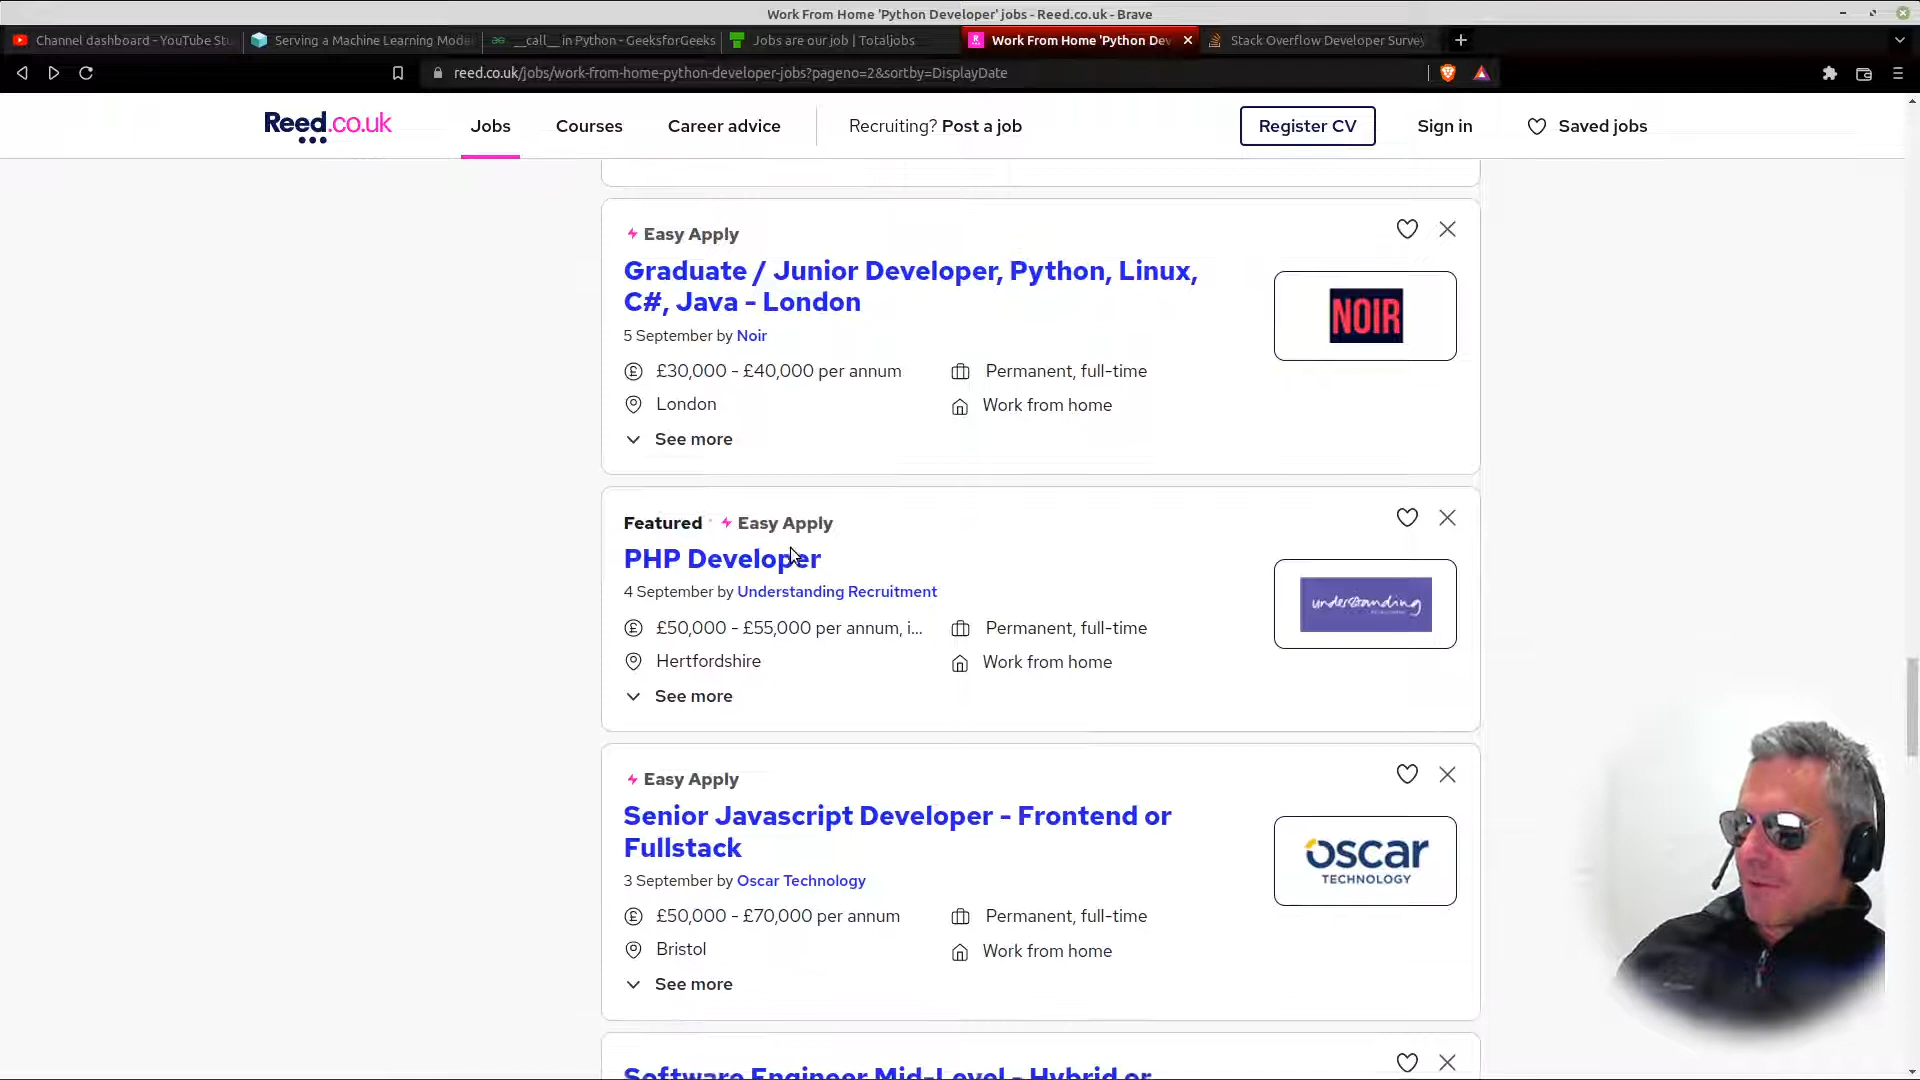 Work From Home 'Python Developer' jobs - Reed.co.uk - Brave
Channel dashboard - YouTube Stu
Serving a Machine Learning Mode
__call__ in Python - GeeksforGeeks
Jobs are our job | Totaljobs
Work From Home 'Python Dev
Stack Overflow Developer Survey
reed.co.uk/jobs/work-from-home-python-developer-jobs?pageno=2&sortby=DisplayDate
Reed.co.uk
Jobs
Courses
Career advice
Recruiting? Post a job
Register CV
Sign in
Saved jobs
Easy Apply
Graduate / Junior Developer, Python, Linux,
C#, Java - London
NOIR
5 September by Noir
£30,000 - £40,000 per annum
Permanent, full-time
London
Work from home
See more
Featured Easy Apply
PHP Developer
understanding
4 September by Understanding Recruitment
£50,000 - £55,000 per annum, i...
Permanent, full-time
Hertfordshire
Work from home
See more
Easy Apply
Senior Javascript Developer - Frontend or
Fullstack
oscar
TECHNOLOGY
3 September by Oscar Technology
£50,000 - £70,000 per annum
Permanent, full-time
Bristol
Work from home
See more
Software Engineer Mid-Level - Hybrid or